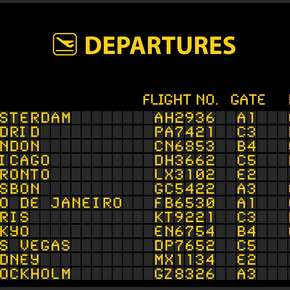 DEPARTURES
FLIGHT NO. GATE
STERDAM AH2936 A1
DRID PA7421 C3
NDON CN6853 B4
ICAGO DH3662 C5
RONTO LX3102 E2
SBON GC5422 A3
O DE JANEIRO FB6530 A1
RIS KT9221 C3
KYO EN6754 B4
S VEGAS DP7652 C5
DNEY MX1134 E2
OCKHOLM GZ8326 A3